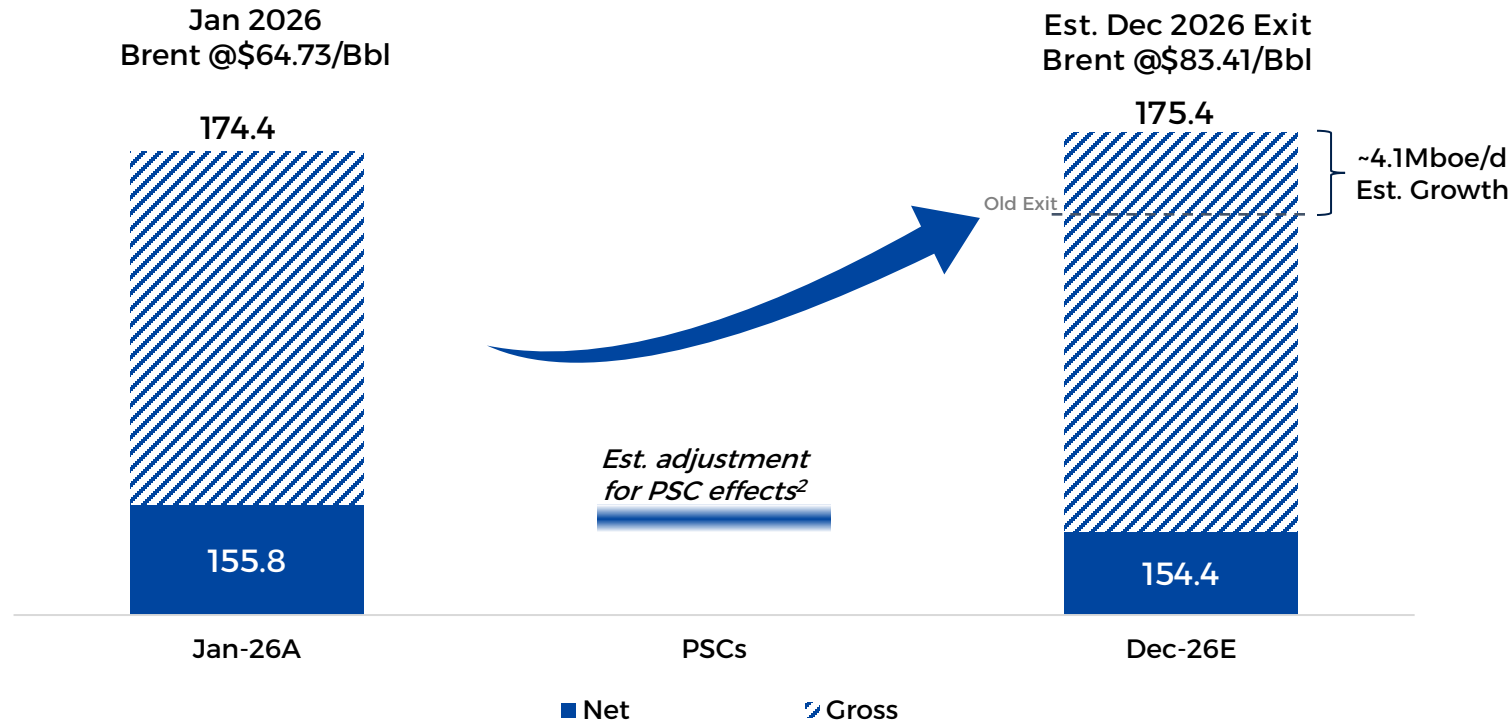 Jan 2026
Brent @$64.73/Bbl
Est. Dec 2026 Exit
Brent @$83.41/Bbl
174.4
175.4
~4.1Mboe/d
Est. Growth
Old Exit
Est. adjustment
for PSC effects²
155.8
154.4
Jan-26A
PSCs
Dec-26E
Net
Gross